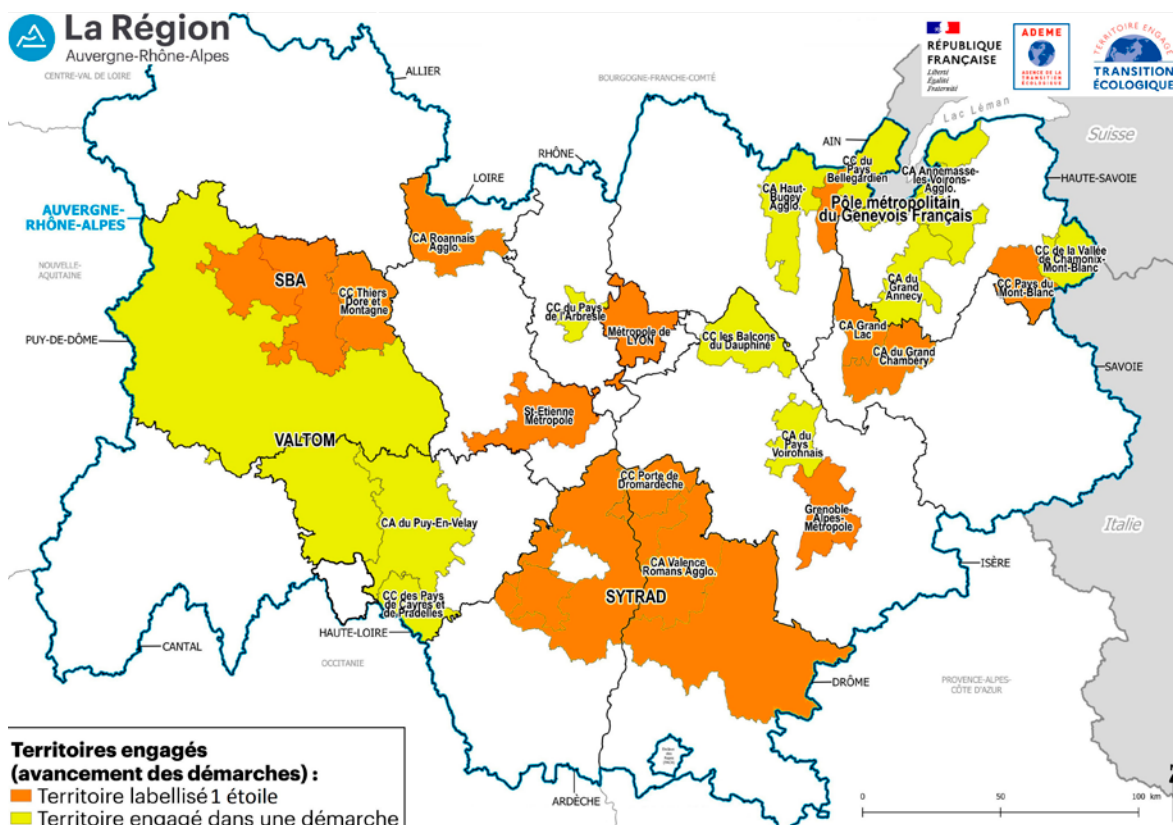 La Région
Auvergne-Rhône-Alpes
RÉPUBLIQUE
FRANÇAISE
Liberté
Égalité
Fraternité
ADEME
AGENCE DE LA
TRANSITION
ÉCOLOGIQUE
TERRITOIRE ENGAGÉ
TRANSITION
ÉCOLOGIQUE
CENTRE-VAL DE LOIRE
ALLIER
BOURGOGNE-FRANCHE-COMTÉ
Lac Léman
Suisse
AIN
RHÔNE
LOIRE
HAUTE-SAVOIE
CC du
Pays
Bellegardien
CA Annemasse-
les-Voirons-
Agglo.
CA Haut-
Bugey
Agglo.
Pôle métropolitain
du Genevois Français
AUVERGNE-
RHÔNE-ALPES
CA Roannais
Agglo.
NOUVELLE-
AQUITAINE
SBA
CC Thiers
Dore et
Montagne
CC de la Vallée
de Chamonix-
Mont-Blanc
CC Pays du
Mont-Blanc
CA du
Grand
Annecy
CC du Pays
de l'Arbresle
Métropole de
LYON
CC les Balcons
du Dauphiné
CA Grand
Lac
CA du Grand
Chambéry
PUY-DE-DÔME
SAVOIE
St-Etienne
Métropole
VALTOM
CA du
Pays
Voironnais
CC Porte de
Dromardèche
CA du Puy-En-Velay
Grenoble-
Alpes-
Métropole
Italie
CA Valence
Romans Agglo.
SYTRAD
ISÈRE
CC des Pays
de Cayres et
de Pradelles
HAUTE-LOIRE
CANTAL
OCCITANIE
DRÔME
PROVENCE-ALPES-
CÔTE D'AZUR
Territoires engagés
(avancement des démarches) :
Territoire labellisé 1 étoile
Territoire engagé dans une démarche
ARDÈCHE
0 50 100 km